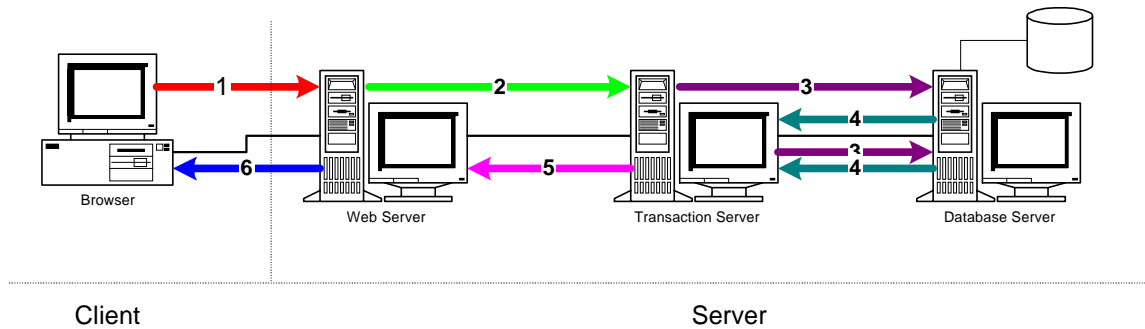 1
2
3
4
3
6
5
4
Browser
Web Server
Transaction Server
Database Server
Client
Server